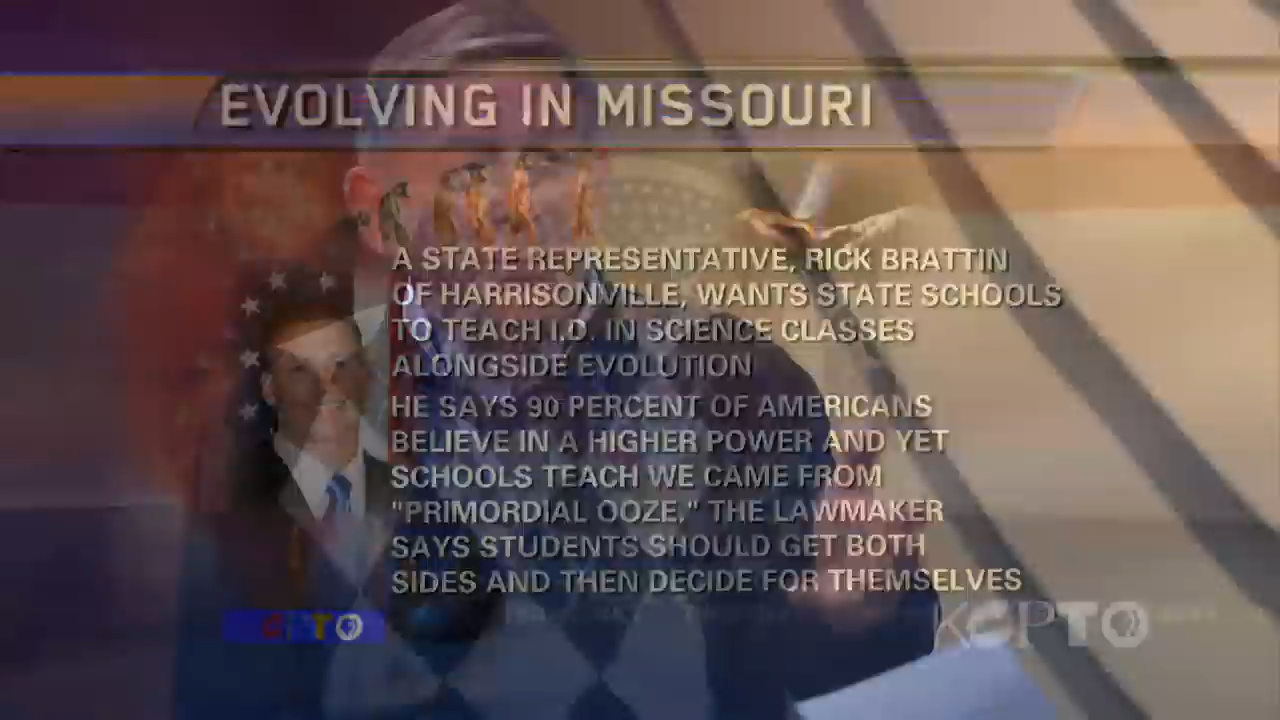 EVOLVING IN MISSOURI
A STATE REPRESENTATIVE, RICK BRATTIN
OF HARRISONVILLE, WANTS STATE SCHOOLS
TO TEACH I.D. IN SCIENCE CLASSES
ALONGSIDE EVOLUTION
HE SAYS 90 PERCENT OF AMERICANS
BELIEVE IN A HIGHER POWER AND YET
SCHOOLS TEACH WE CAME FROM
"PRIMORDIAL OOZE," THE LAWMAKER
SAYS STUDENTS SHOULD GET BOTH
SIDES AND THEN DECIDE FOR THEMSELVES
CPT
KCPT